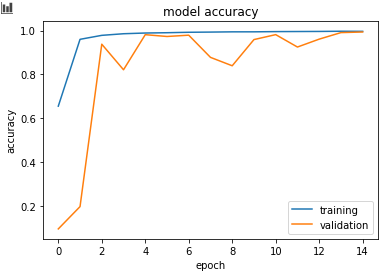 model accuracy
1.0
0.8
0.6
0.4
0.2
accuracy
0 2 4 6 8 10 12 14
epoch
training
validation